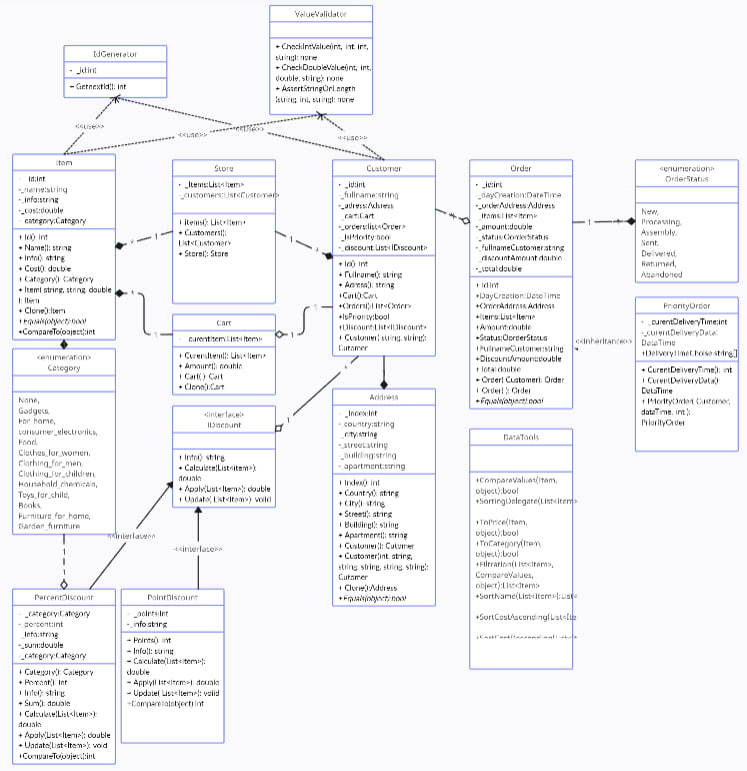 ValueValidator
+ CheckIntValue(int, int, int,
string): none
+ CheckDoubleValue(int, int,
double, string): none
+ AssertStringOnLength
(string, int, string): none
IdGenerator
- _id:int
+ GetnextId(): int
<<use>>
<<use>>
<<use>>
<<use>>
Item
- _id:int
-_name:string
-_info:string
-_cost:double
- category:Category
+ Id(): int
+ Name(): string
+ Info(): string
+ Cost(): double
+ Category(): Category
+ Item( string, string, double
): Item
+ Clone():Item
+Equals(object):bool
+CompareTo(object):int
Store
- _Items:List<Item>
-_customers:List<Customer>
+ Items(): List<Item>
+ Customers():
List<Customer>
+ Store(): Store
Customer
- _id:int
-_fullname:string
-_adress:Adress
-_cart:Cart
-_orders:list<Order>
-_IsPriority:bool
-_discount:List<IDiscount>
+ Id(): int
+ Fullname(): string
+ Adress(): string
+Cart():Cart
+Orders():List<Order>
+IsPriority:bool
+Discount:List<IDiscount>
+ Customer( string, string):
Cutomer
Order
- _id:int
-_dayCreation:DateTime
-_orderAddress:Address
-_items:List<Item>
-_amount:double
-_status:OorderStatus
-_fullnameCustomer:string
-_discountAmount:double
-_total:double
+ Id:int
+DayCreation:DateTime
+OrderAddress:Address
+Items:List<Item>
+Amount:double
+Status:OOrderStatus
+FullnameCustomer:string
+DiscountAmount:double
+Total:double
+ Order( Customer): Order
+ Order( ): Order
+Equals(object):bool
<enumeration>
OrderStatus
New,
Processing,
Assembly,
Sent,
Delivered,
Returned,
Abandoned
1
1
*
1
1
1
1
Cart
- curentItem:List<Item>
+ CurentItem(): List<Item>
+ Amount(): double
+ Cart( ): Cart
+ Clone():Cart
PriorityOrder
- _curentDeliveryTime:int
-_curentDeliveryData:
DataTime
+DeliveryTimeChoise:string[]
+ CurentDeliveryTime(): int
+ CurentDeliveryData():
DataTime
+ PriorityOrder( Customer,
dataTime, int ):
PriorityOrder
<<Inheritance>>
<enumeration>
Category
None,
Gadgets,
For_home,
consumer_electronics,
Food,
Clothes_for_women,
Clothing_for_men,
Clothing_for_children,
Household_chemicals,
Toys_for_child,
Books,
Furniture_for_home,
Garden_furniture
<interface>
IDiscount
+ Info(): string
+ Calculate(List<Item>):
double
+ Apply(List<Item>): double
+ Update( List<Item>): void
Address
- _Index:int
-_country:string
-_city:string
-_street:string
-_building:string
-_apartment:string
+ Index(): int
+ Country(): string
+ City(): string
+ Street(): string
+ Building(): string
+ Apartment(): string
+ Customer(): Cutomer
+ Customer(int, string,
string, string, string, string):
Cutomer
+ Clone():Address
+Equals(object):bool
DataTools
+CompareValues(Item,
object):bool
+SortingDelegate(List<Item>
+ToPrice(Item,
object):bool
+ToCategory(Item,
object):bool
+Filtration(List<Item>,
CompareValues,
object):List<Item>
+SortName(List<Item>):List<
+SortCostAscending(List<Ite
<<interface>>
<<interface>>
PercentDiscount
- _category:Category
-_percent:int
-_info:string
-_sum:double
-_category:Category
+ Category(): Category
+ Percent(): int
+ Info(): string
+ Sum(): double
+ Calculate(List<Item>):
double
+ Apply(List<Item>): double
+ Update(List<Item>): void
+CompareTo(object):int
PointDiscount
- _points:int
-_info:string
+ Points(): int
+ Info(): string
+ Calculate(List<Item>):
double
+ Apply(List<Item>): double
+ Update( List<Item>): void
+CompareTo(object):int